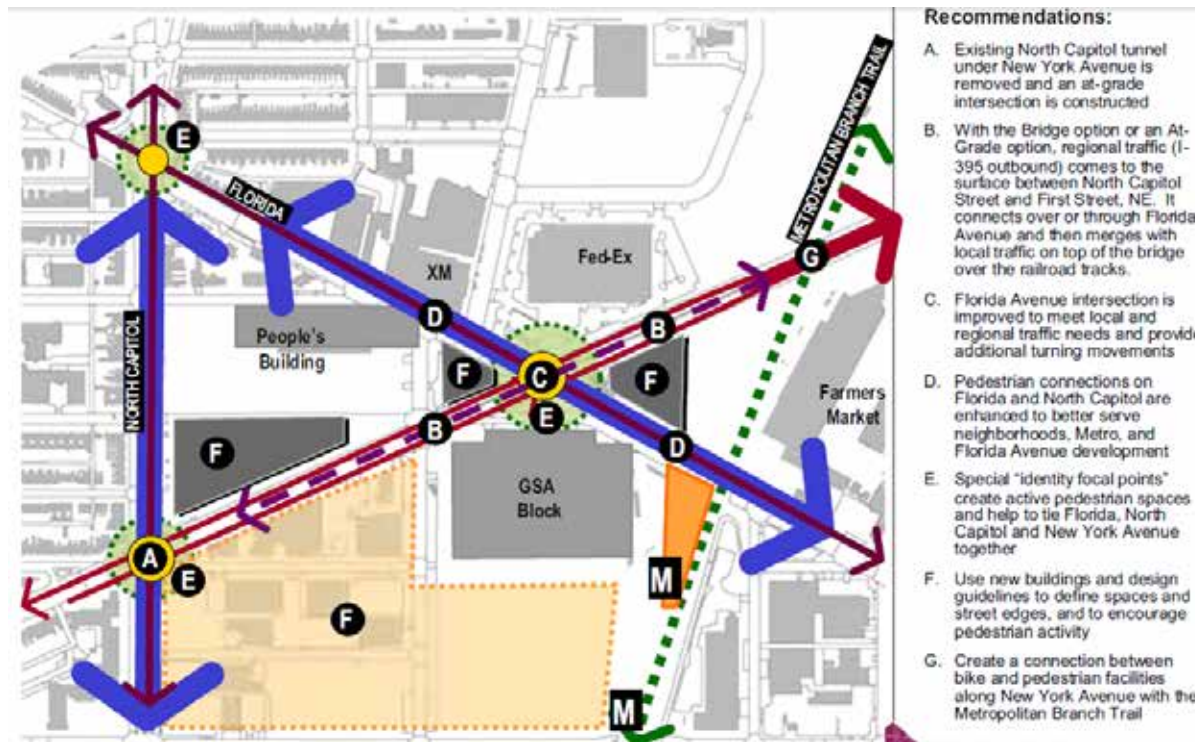 E
FLORIDA
METROPOLITAN BRANCH TRAIL
NORTH CAPITOL
XM
Fed-Ex
G
D
B
People's
Building
F
C
F
Farmers
Market
E
B
D
F
GSA
Block
A
E
M
F
M
Recommendations:
A. Existing North Capitol tunnel
under New York Avenue is
removed and an at-grade
intersection is constructed
B. With the Bridge option or an At-
Grade option, regional traffic (I-
395 outbound) comes to the
surface between North Capitol
Street and First Street, NE. It
connects over or through Florida
Avenue and then merges with
local traffic on top of the bridge
over the railroad tracks.
C. Florida Avenue intersection is
improved to meet local and
regional traffic needs and provide
additional turning movements
D. Pedestrian connections on
Florida and North Capitol are
enhanced to better serve
neighborhoods, Metro, and
Florida Avenue development
E. Special “identity focal points”
create active pedestrian spaces
and help to tie Florida, North
Capitol and New York Avenue
together
F. Use new buildings and design
guidelines to define spaces and
street edges, and to encourage
pedestrian activity
G. Create a connection between
bike and pedestrian facilities
along New York Avenue with the
Metropolitan Branch Trail